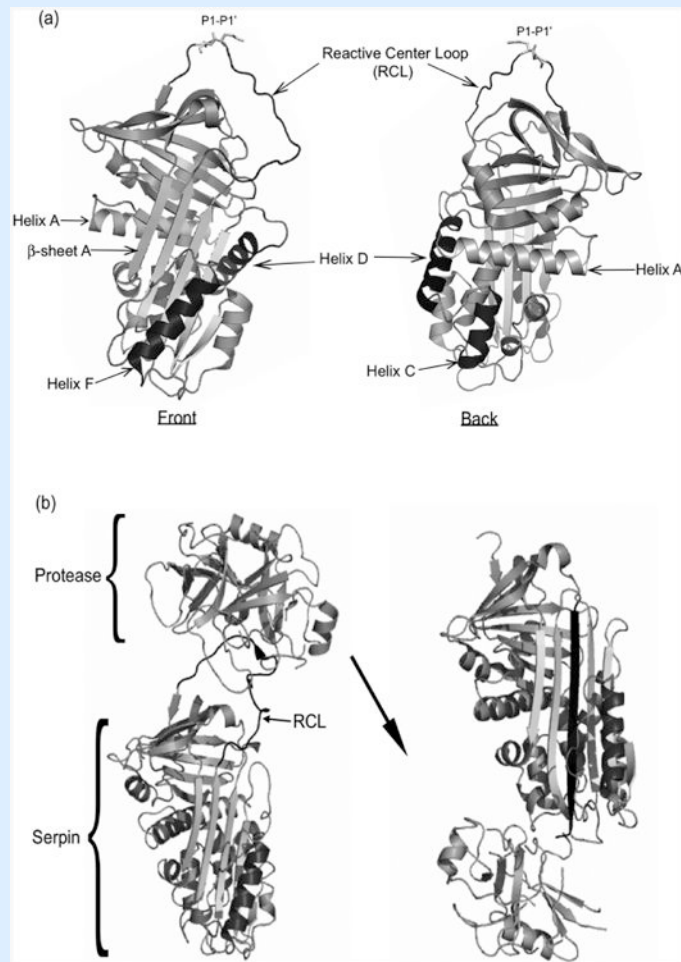 (a)
P1-P1'
P1-P1'
Reactive Center Loop
(RCL)
Helix A
β-sheet A
Helix D
Helix A
Helix F
Helix C
Front
Back
(b)
Protease
RCL
Serpin